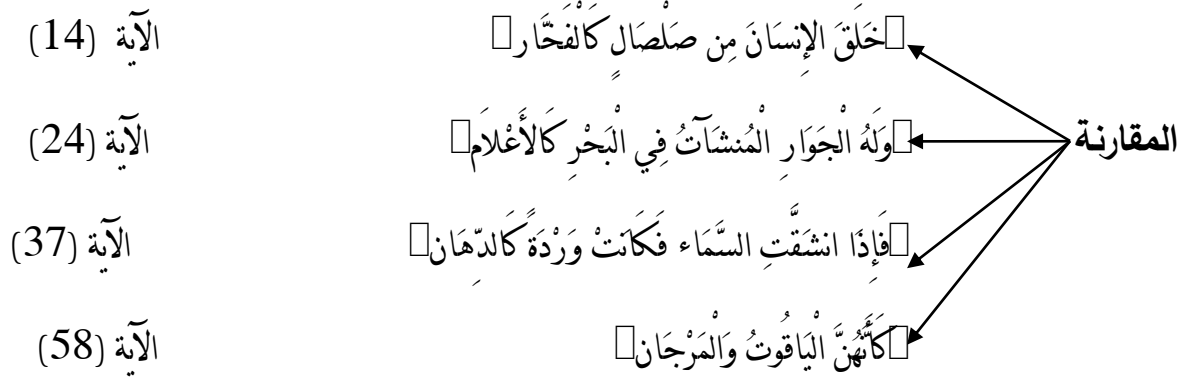 خَلَقَ الإِنسَانَ مِن صَلْصَالٍ كَالْفَخَّارِ الآية (14)
المقارنة وَلَهُ الْجَوَارِ الْمُنشَآتُ فِي الْبَحْرِ كَالأَعْلاَمِ الآية (24)
فَإِذَا انشَقَّتِ السَّمَاء فَكَانَتْ وَرْدَةً كَالدِّهَانِ الآية (37)
كَأَنَّهُنَّ الْيَاقُوتُ وَالْمَرْجَان الآية (58)